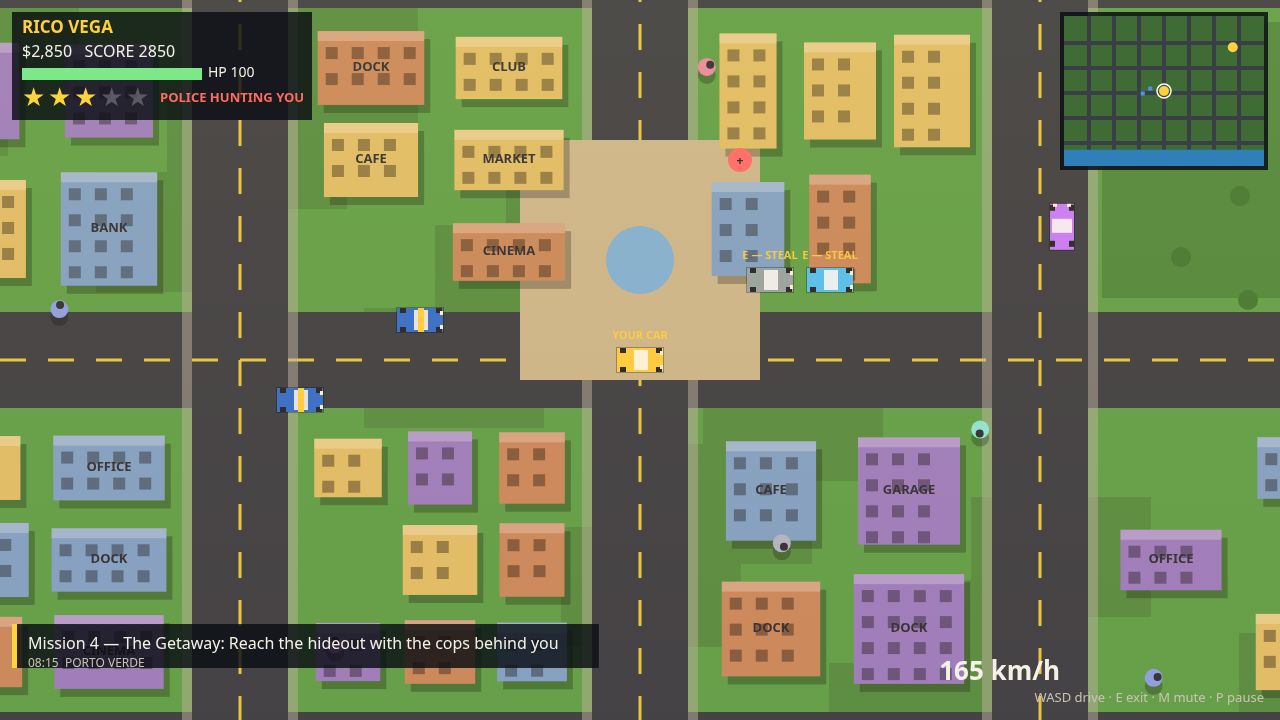 RICO VEGA
$2,850 SCORE 2850
HP 100
POLICE HUNTING YOU
DOCK
CLUB
CAFE
MARKET
BANK
CINEMA
+
E — STEAL
E — STEAL
YOUR CAR
OFFICE
CAFE
GARAGE
DOCK
OFFICE
DOCK
DOCK
Mission 4 — The Getaway: Reach the hideout with the cops behind you
08:15 PORTO VERDE
165 km/h
WASD drive · E exit · M mute · P pause